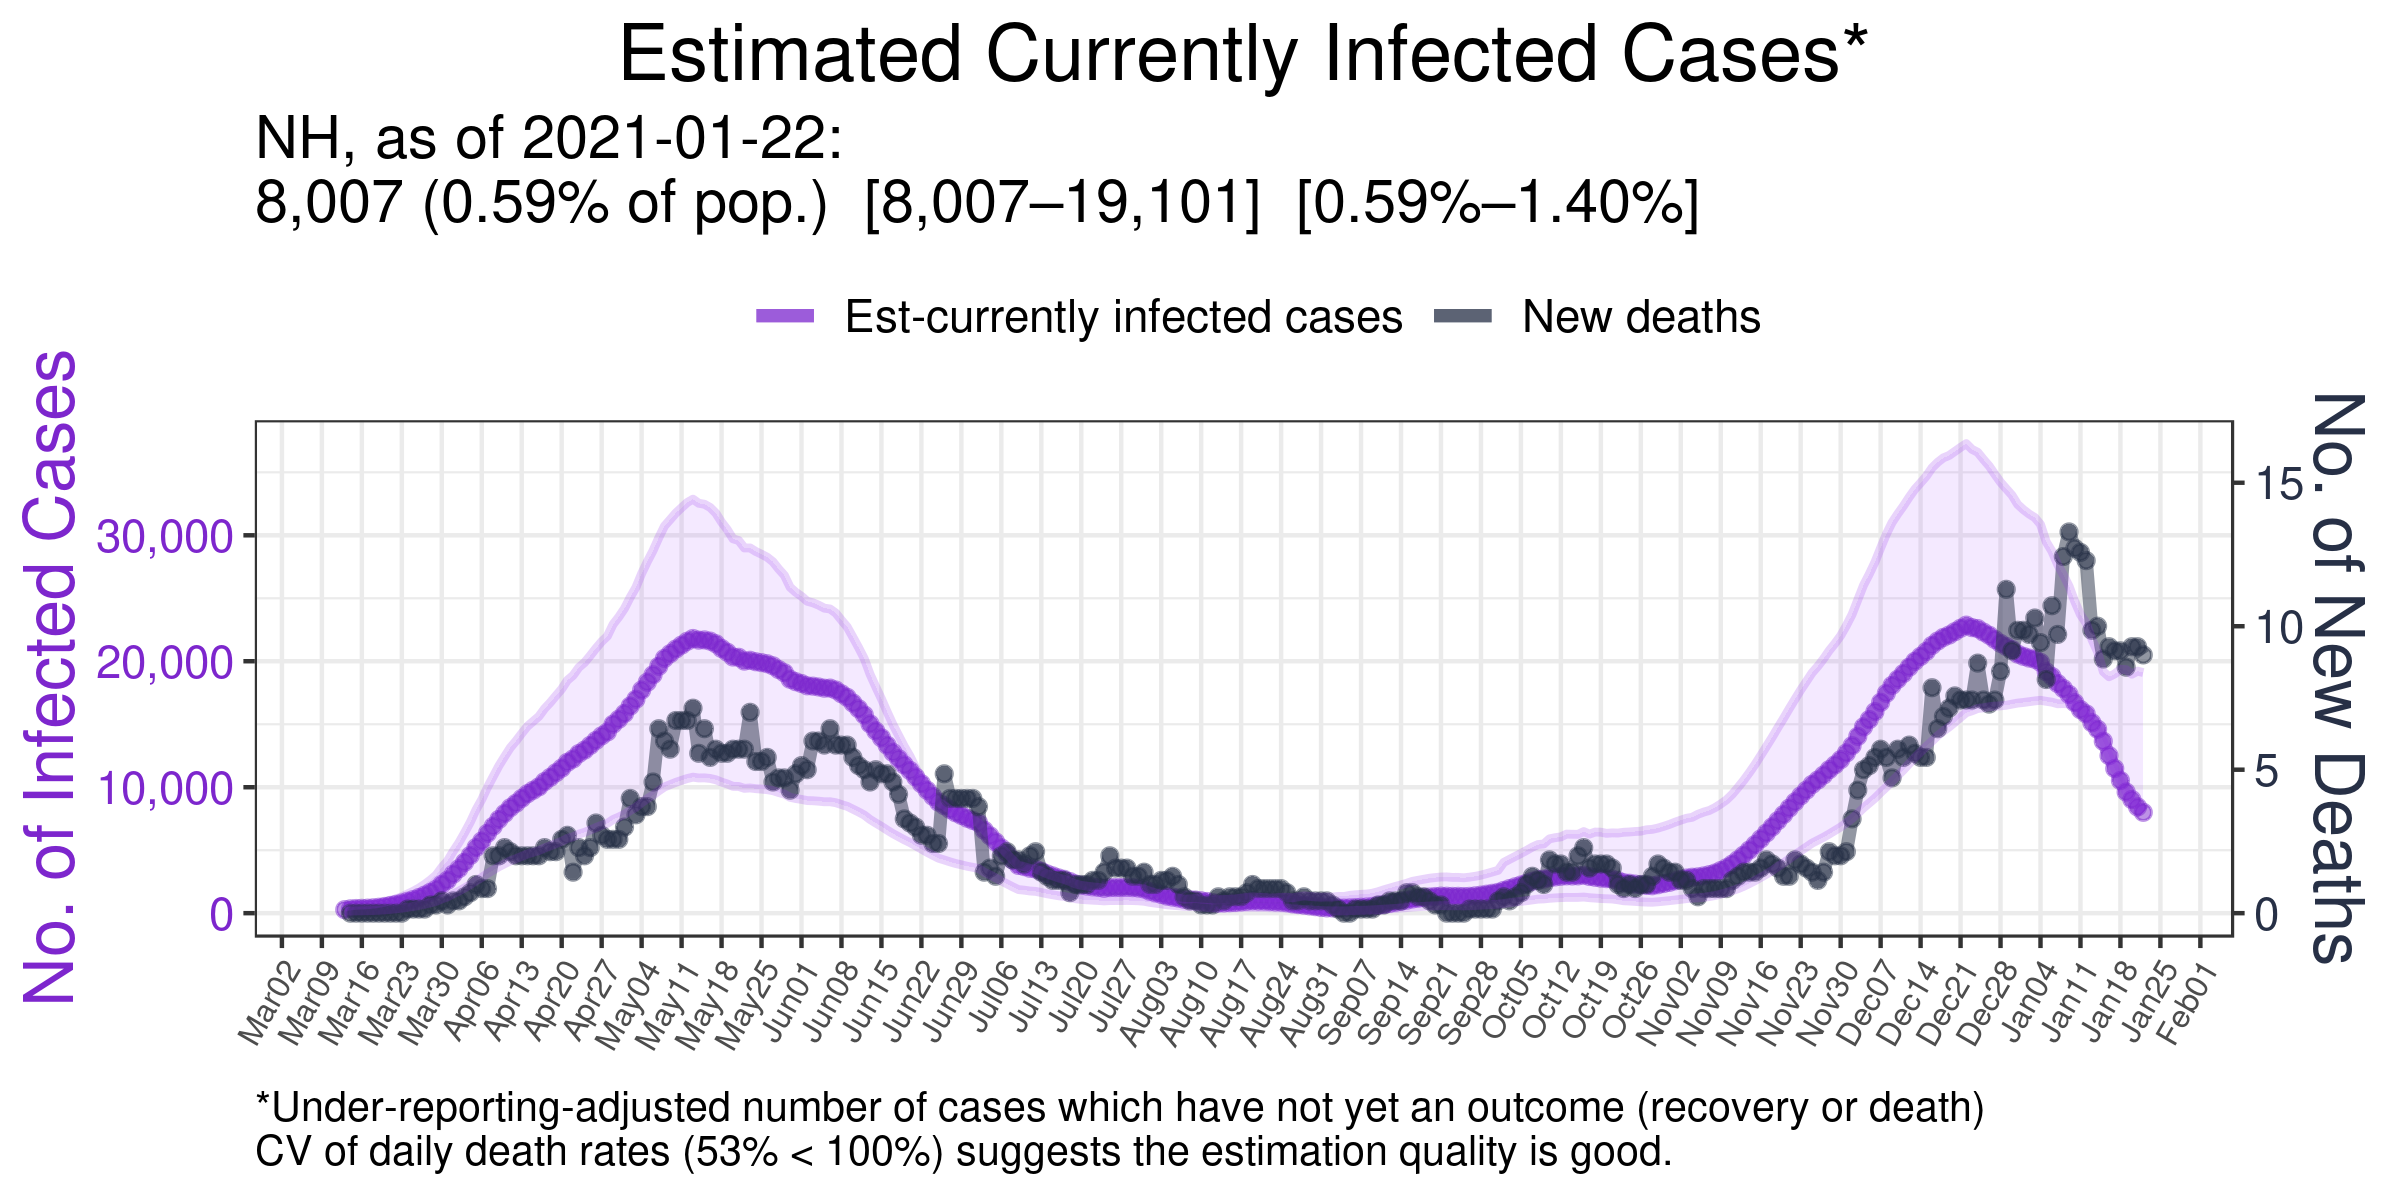 Estimated Currently Infected Cases*
NH, as of 2021-01-22:
8,007 (0.59% of pop.) [8,007–19,101] [0.59%–1.40%]
Est-currently infected cases
New deaths
No. of Infected Cases
30,000
20,000
10,000
0
15
10
5
0
No. of New Deaths
Mar02
Mar09
Mar16
Mar23
Mar30
Apr06
Apr13
Apr20
Apr27
May04
May11
May18
May25
Jun01
Jun08
Jun15
Jun22
Jun29
Jul06
Jul13
Jul20
Jul27
Aug03
Aug10
Aug17
Aug24
Aug31
Sep07
Sep14
Sep21
Sep28
Oct05
Oct12
Oct19
Oct26
Nov02
Nov09
Nov16
Nov23
Nov30
Dec07
Dec14
Dec21
Dec28
Jan04
Jan11
Jan18
Jan25
Feb01
*Under-reporting-adjusted number of cases which have not yet an outcome (recovery or death)
CV of daily death rates (53% < 100%) suggests the estimation quality is good.